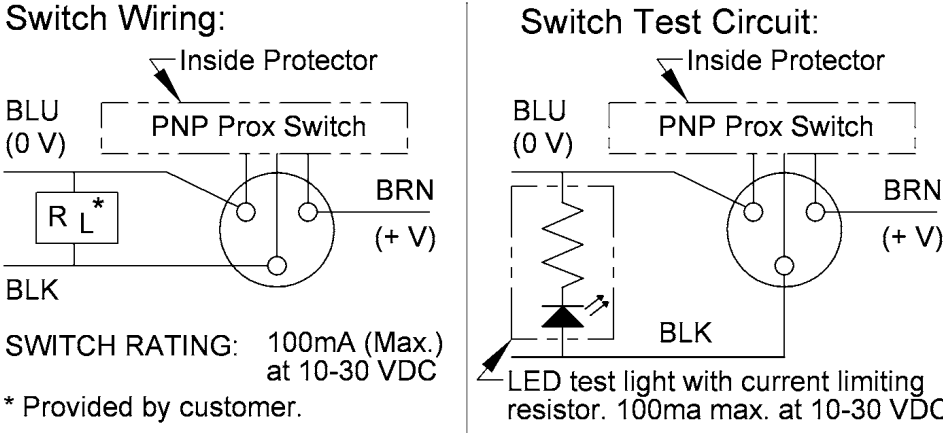 Switch Wiring:
Inside Protector
BLU
(0 V)
PNP Prox Switch
R L*
BRN
(+ V)
BLK
SWITCH RATING: 100mA (Max.)
at 10-30 VDC
* Provided by customer.
Switch Test Circuit:
Inside Protector
BLU
(0 V)
PNP Prox Switch
BRN
(+ V)
BLK
LED test light with current limiting
resistor. 100ma max. at 10-30 VDC